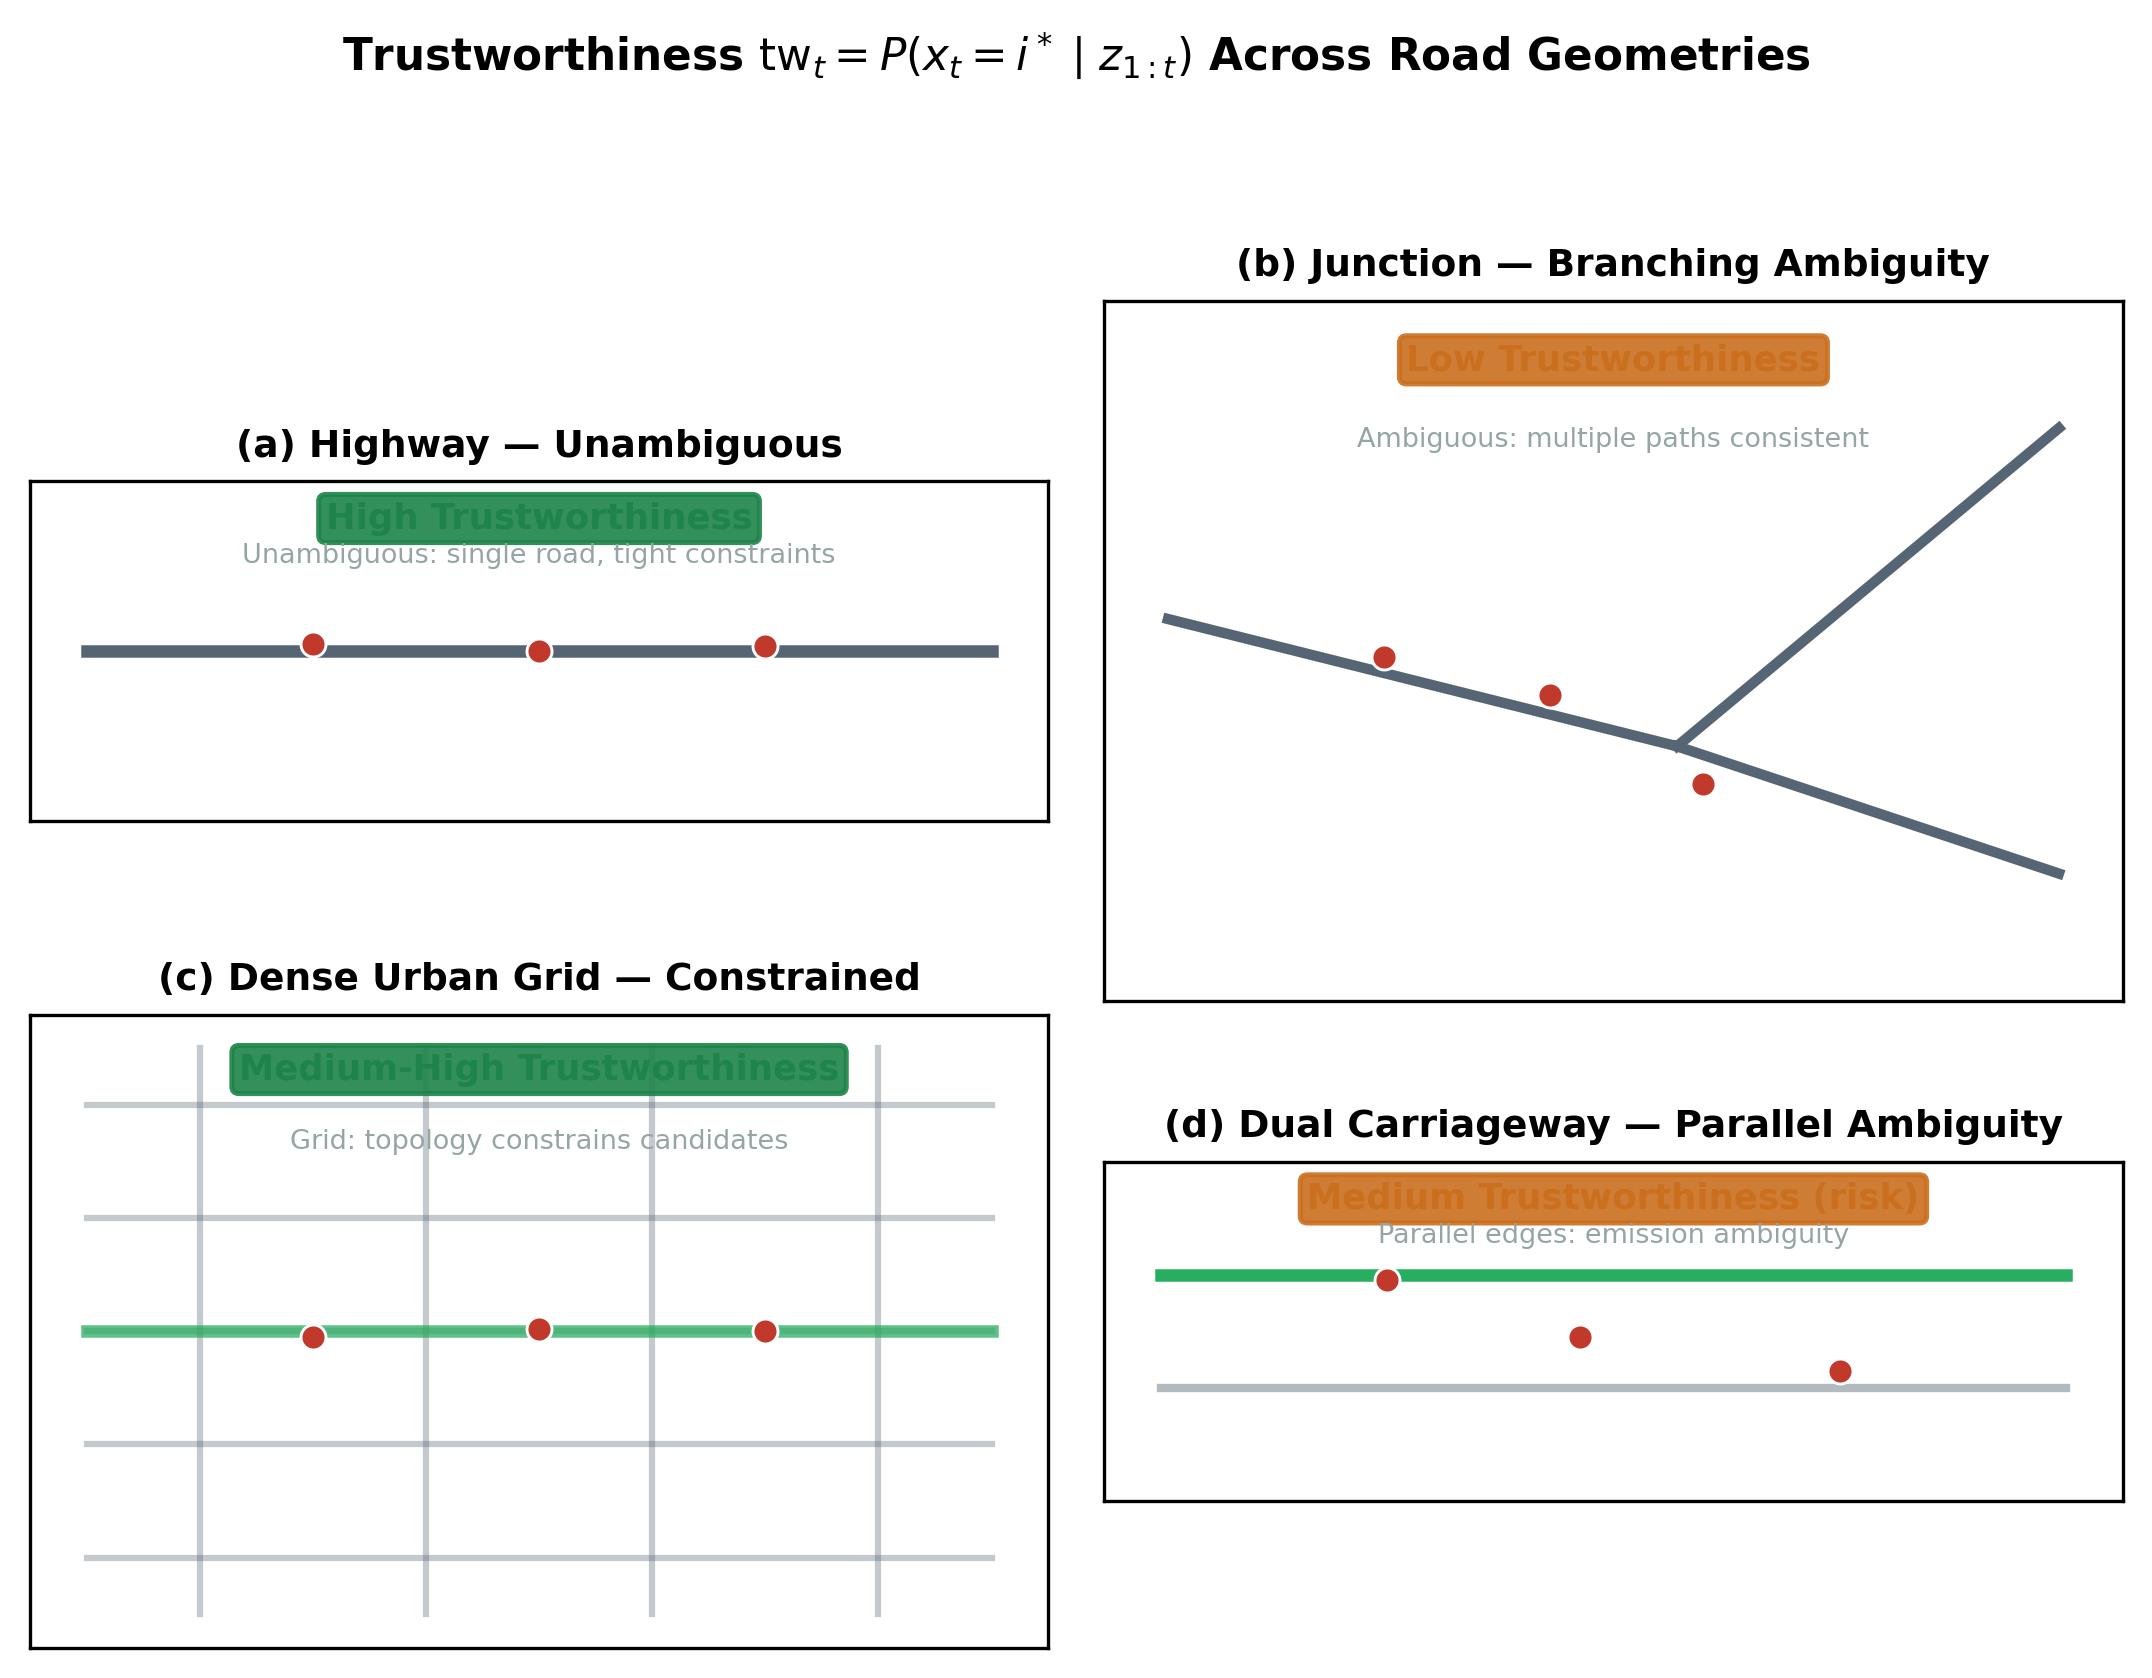 Trustworthiness tw_t = P(x_t = i* | z_{1:t}) Across Road Geometries
(a) Highway — Unambiguous
High Trustworthiness
Unambiguous: single road, tight constraints
(b) Junction — Branching Ambiguity
Low Trustworthiness
Ambiguous: multiple paths consistent
(c) Dense Urban Grid — Constrained
Medium-High Trustworthiness
Grid: topology constrains candidates
(d) Dual Carriageway — Parallel Ambiguity
Medium Trustworthiness (risk)
Parallel edges: emission ambiguity